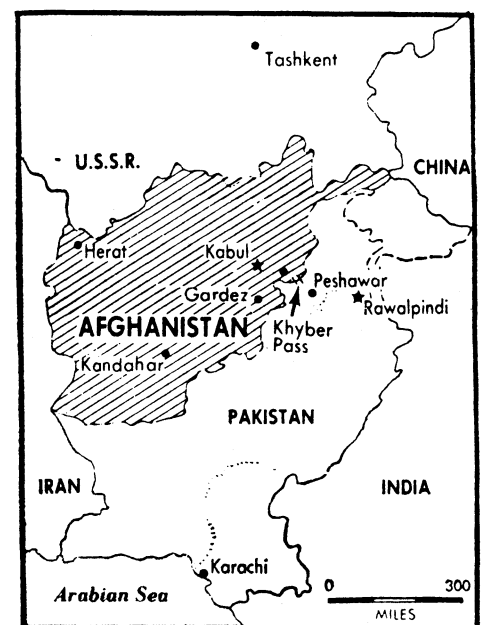 Tashkent
U.S.S.R.
CHINA
Herat
Kabul
Peshawar
Gardez
Rawalpindi
AFGHANISTAN
Khyber
Pass
Kandahar
PAKISTAN
IRAN
INDIA
Karachi
Arabian Sea
0 300
MILES